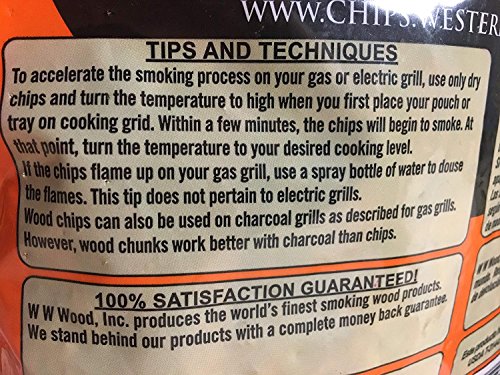 WWW.CHIPS.WESTERN
TIPS AND TECHNIQUES
To accelerate the smoking process on your gas or electric grill, use only dry
chips and turn the temperature to high when you first place your pouch or
tray on cooking grid. Within a few minutes, the chips will begin to smoke. At
that point, turn the temperature to your desired cooking level.
If the chips flame up on your gas grill, use a spray bottle of water to douse
the flames. This tip does not pertain to electric grills.
Wood chips can also be used on charcoal grills as described for gas grills.
However, wood chunks work better with charcoal than chips.
100% SATISFACTION GUARANTEED!
W W Wood, Inc. produces the world's finest smoking wood products.
We stand behind our products with a complete money back guarantee.